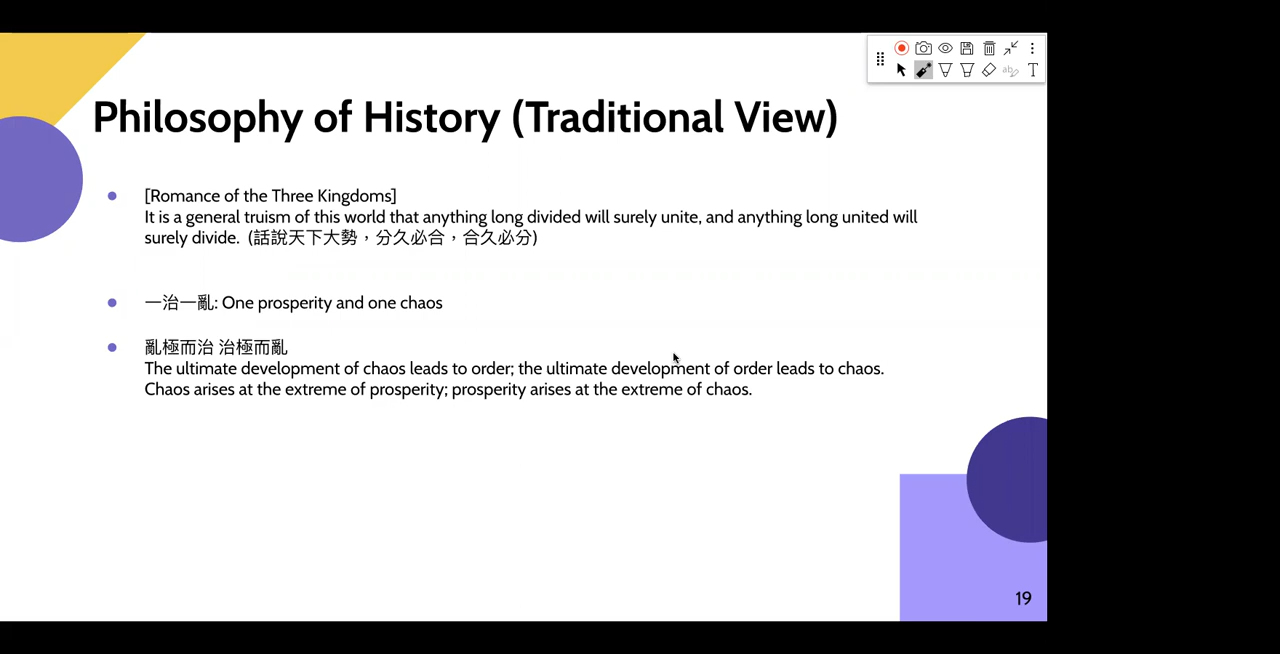 Philosophy of History (Traditional View)
[Romance of the Three Kingdoms]
It is a general truism of this world that anything long divided will surely unite, and anything long united will
surely divide. (話說天下大勢，分久必合，合久必分)
一治一亂: One prosperity and one chaos
亂極而治 治極而亂
The ultimate development of chaos leads to order; the ultimate development of order leads to chaos.
Chaos arises at the extreme of prosperity; prosperity arises at the extreme of chaos.
19